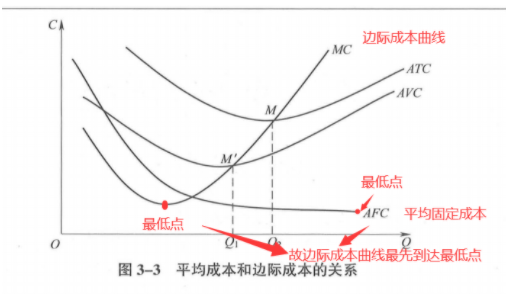 C
边际成本曲线
MC
ATC
AVC
M
M'
最低点
最低点
AFC
平均固定成本
O
Q₁
Q
故边际成本曲线最先到达最低点
图 3-3 平均成本和边际成本的关系